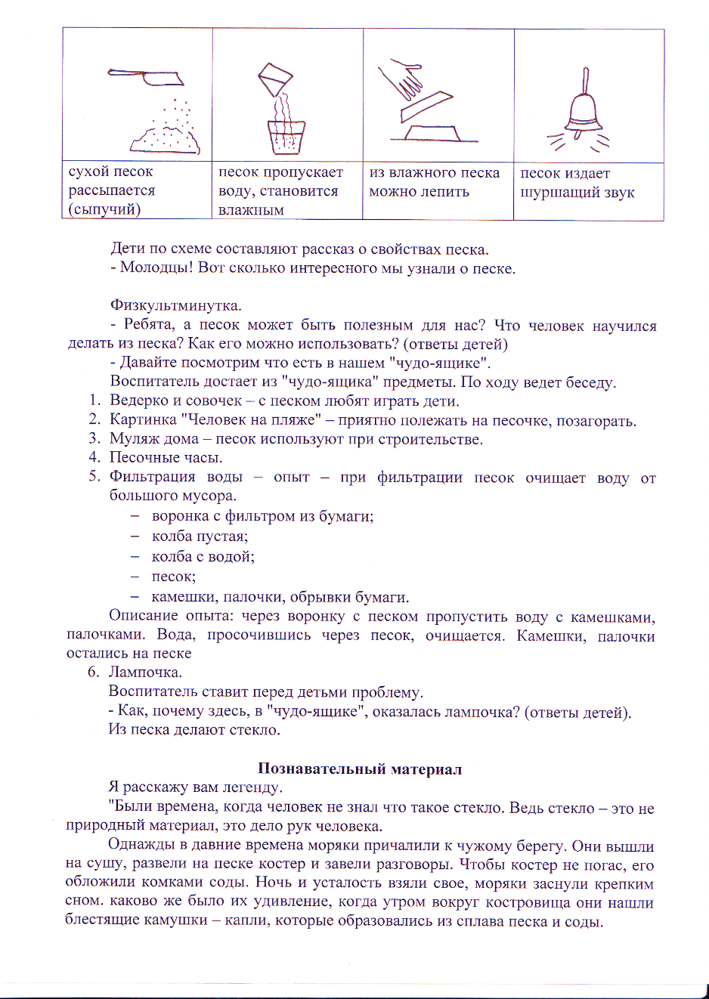 сухой песок
рассыпается
(сыпучий)
песок пропускает
воду, становится
влажным
из влажного песка
можно лепить
песок издает
шуршащий звук
Дети по схеме составляют рассказ о свойствах песка.
- Молодцы! Вот сколько интересного мы узнали о песке.
Физкультминутка.
- Ребята, а песок может быть полезным для нас? Что человек научился
делать из песка? Как его можно использовать? (ответы детей)
- Давайте посмотрим что есть в нашем "чудо-ящике".
Воспитатель достает из "чудо-ящика" предметы. По ходу ведет беседу.
1. Ведерко и совочек – с песком любят играть дети.
2. Картинка "Человек на пляже" – приятно полежать на песочке, позагорать.
3. Муляж дома – песок используют при строительстве.
4. Песочные часы.
5. Фильтрация воды – опыт – при фильтрации песок очищает воду от
большого мусора.
– воронка с фильтром из бумаги;
– колба пустая;
– колба с водой;
– песок;
– камешки, палочки, обрывки бумаги.
Описание опыта: через воронку с песком пропустить воду с камешками,
палочками. Вода, просочившись через песок, очищается. Камешки, палочки
остались на песке
6. Лампочка.
Воспитатель ставит перед детьми проблему.
- Как, почему здесь, в "чудо-ящике", оказалась лампочка? (ответы детей).
Из песка делают стекло.
Познавательный материал
Я расскажу вам легенду.
"Были времена, когда человек не знал что такое стекло. Ведь стекло – это не
природный материал, это дело рук человека.
Однажды в давние времена моряки причалили к чужому берегу. Они вышли
на сушу, развели на песке костер и завели разговоры. Чтобы костер не погас, его
обложили комками соды. Ночь и усталость взяли свое, моряки заснули крепким
сном. каково же было их удивление, когда утром вокруг костровища они нашли
блестящие камушки – капли, которые образовались из сплава песка и соды.